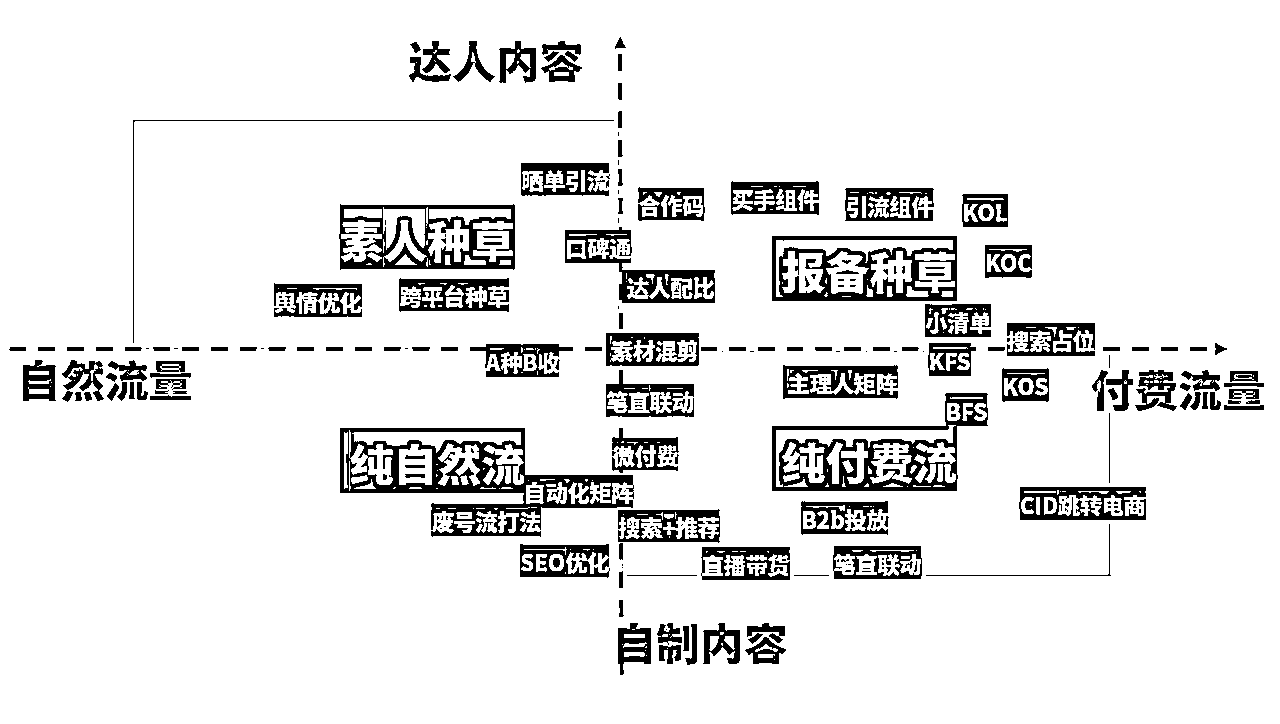 达人内容
晒单引流
合作码
买手组件
引流组件
KOL
素人种草
口碑通
报备种草
KOC
舆情优化
跨平台种草
达人配比
小清单
搜索占位
素材混剪
A种B收
KFS
自然流量
主理人矩阵
KOS
付费流量
笔直联动
BFS
纯自然流
微付费
纯付费流
自动化矩阵
CID跳转电商
废号流打法
搜索+推荐
B2b投放
SEO优化
直播带货
笔直联动
自制内容